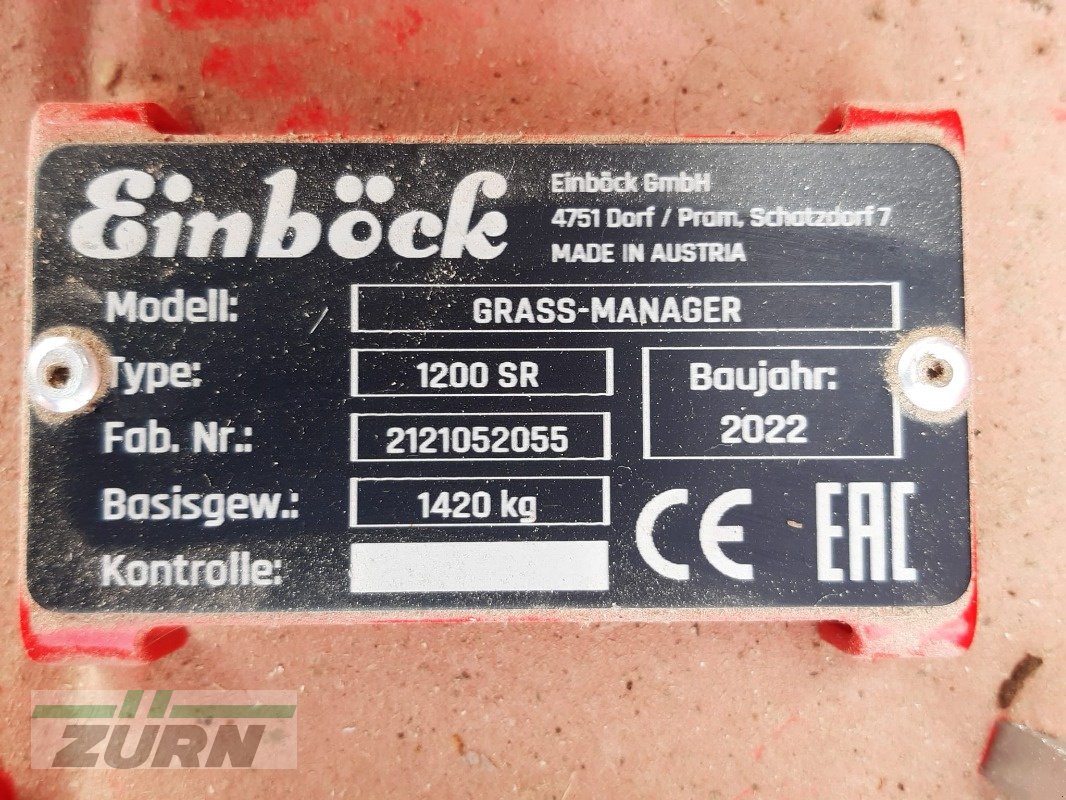 Einböck
Einböck GmbH
4751 Dorf / Pram, Schatzdorf 7
MADE IN AUSTRIA
Modell: GRASS-MANAGER
Type: 1200 SR
Baujahr:
2022
Fab. Nr.: 2121052055
Basisgew.: 1420 kg
Kontrolle:
CE EAC
ZÜRN